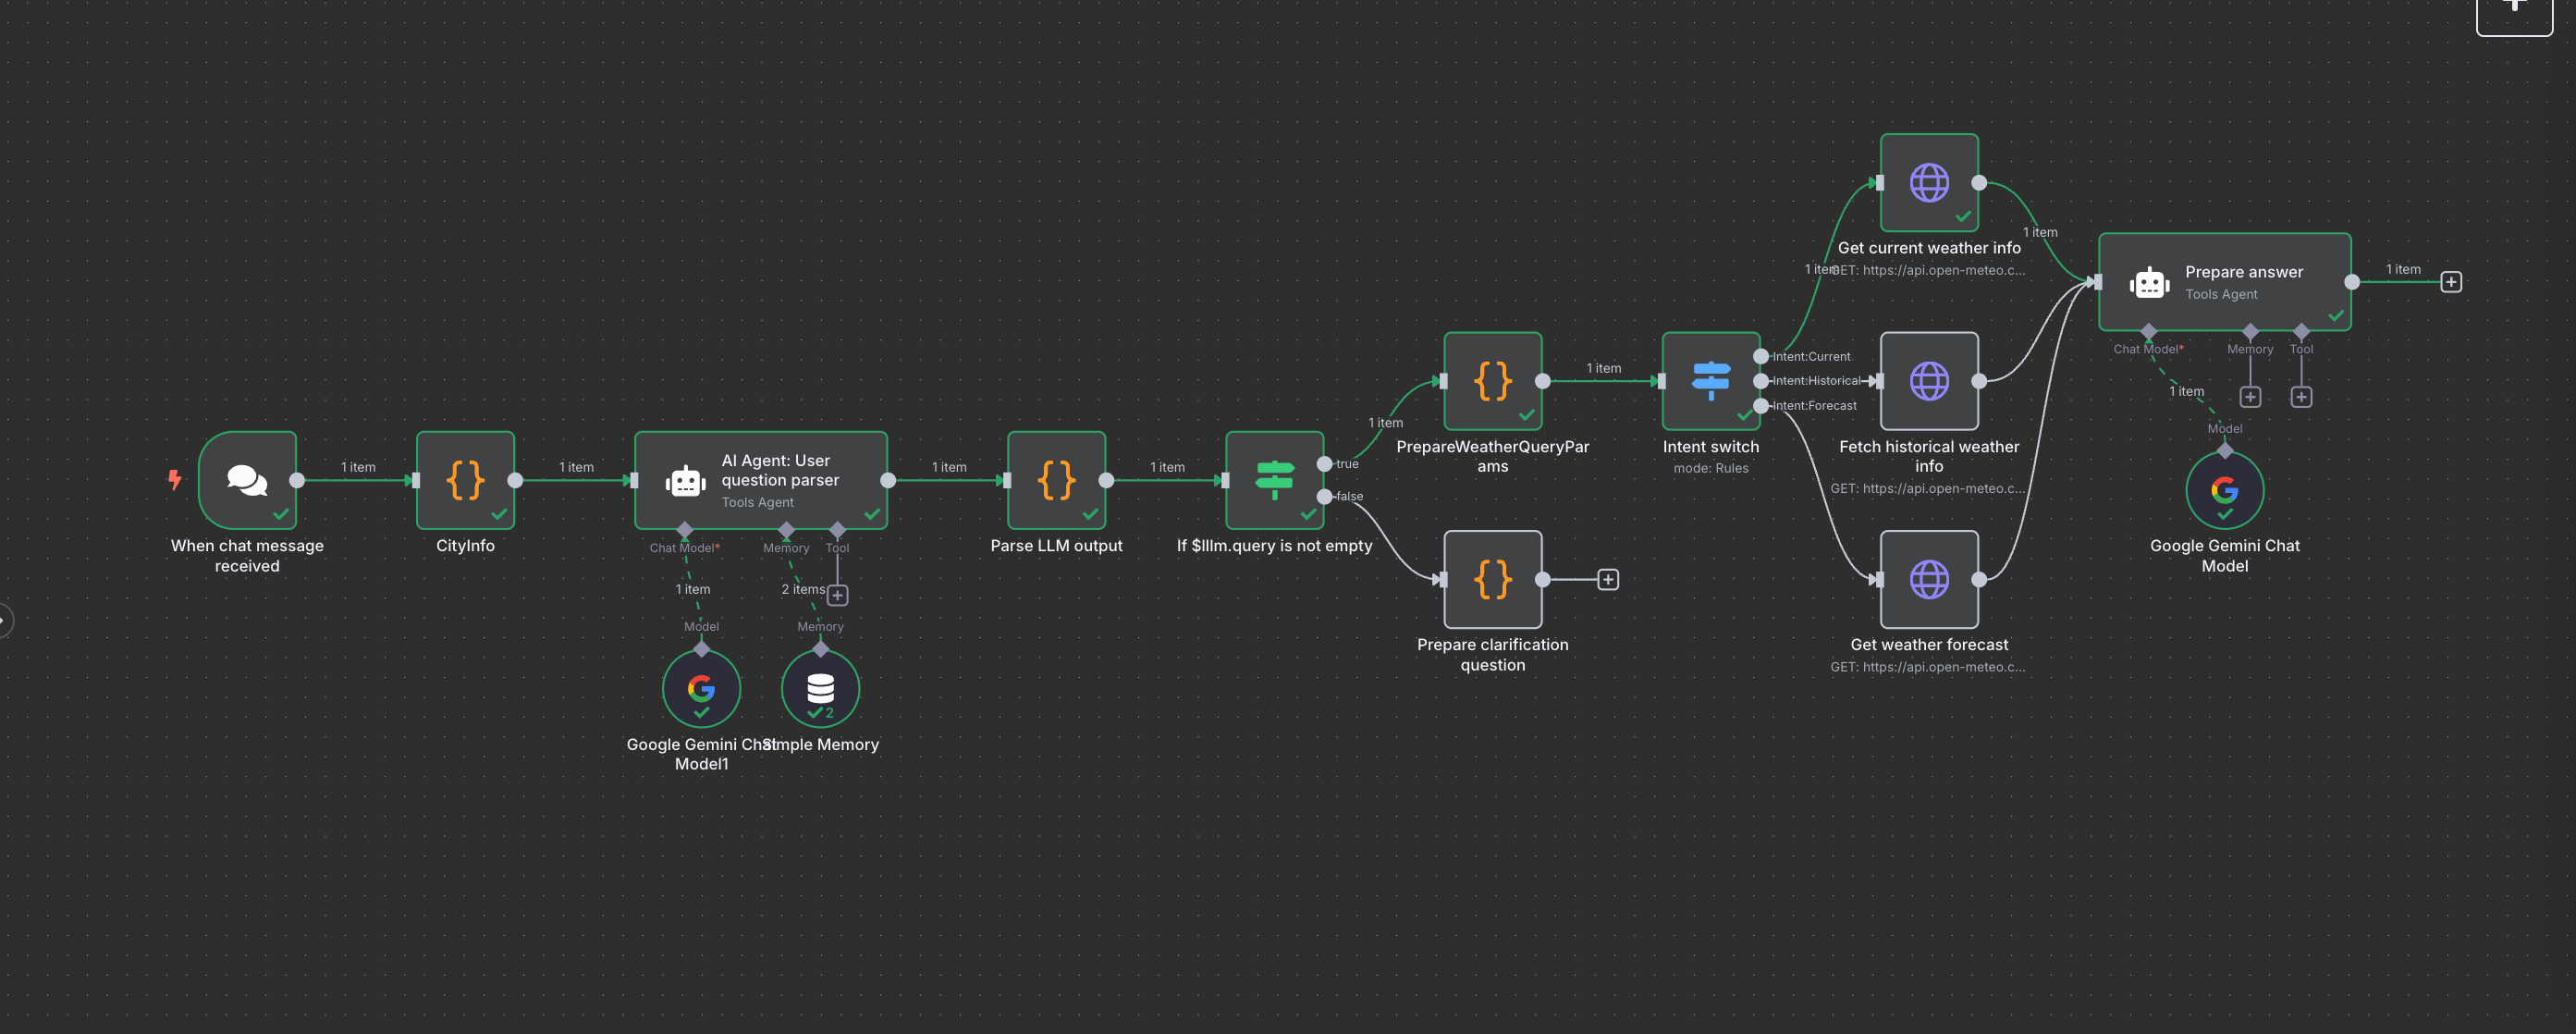 When chat message
received
1 item
CityInfo
1 item
AI Agent: User
question parser
Tools Agent
Chat Model*
Memory
Tool
1 item
2 items
Model
Memory
2
Google Gemini Chat
Model1
Simple Memory
1 item
Parse LLM output
1 item
If $lllm.query is not empty
true
false
1 item
PrepareWeatherQueryPar
ams
1 item
Prepare clarification
question
Intent switch
mode: Rules
Intent:Current
Intent:Historical
Intent:Forecast
1 item
Get current weather info
GET: https://api.open-meteo.c...
1 item
Fetch historical weather
info
GET: https://api.open-meteo.c...
Get weather forecast
GET: https://api.open-meteo.c...
Prepare answer
Tools Agent
1 item
Chat Model*
Memory
Tool
1 item
Model
Google Gemini Chat
Model